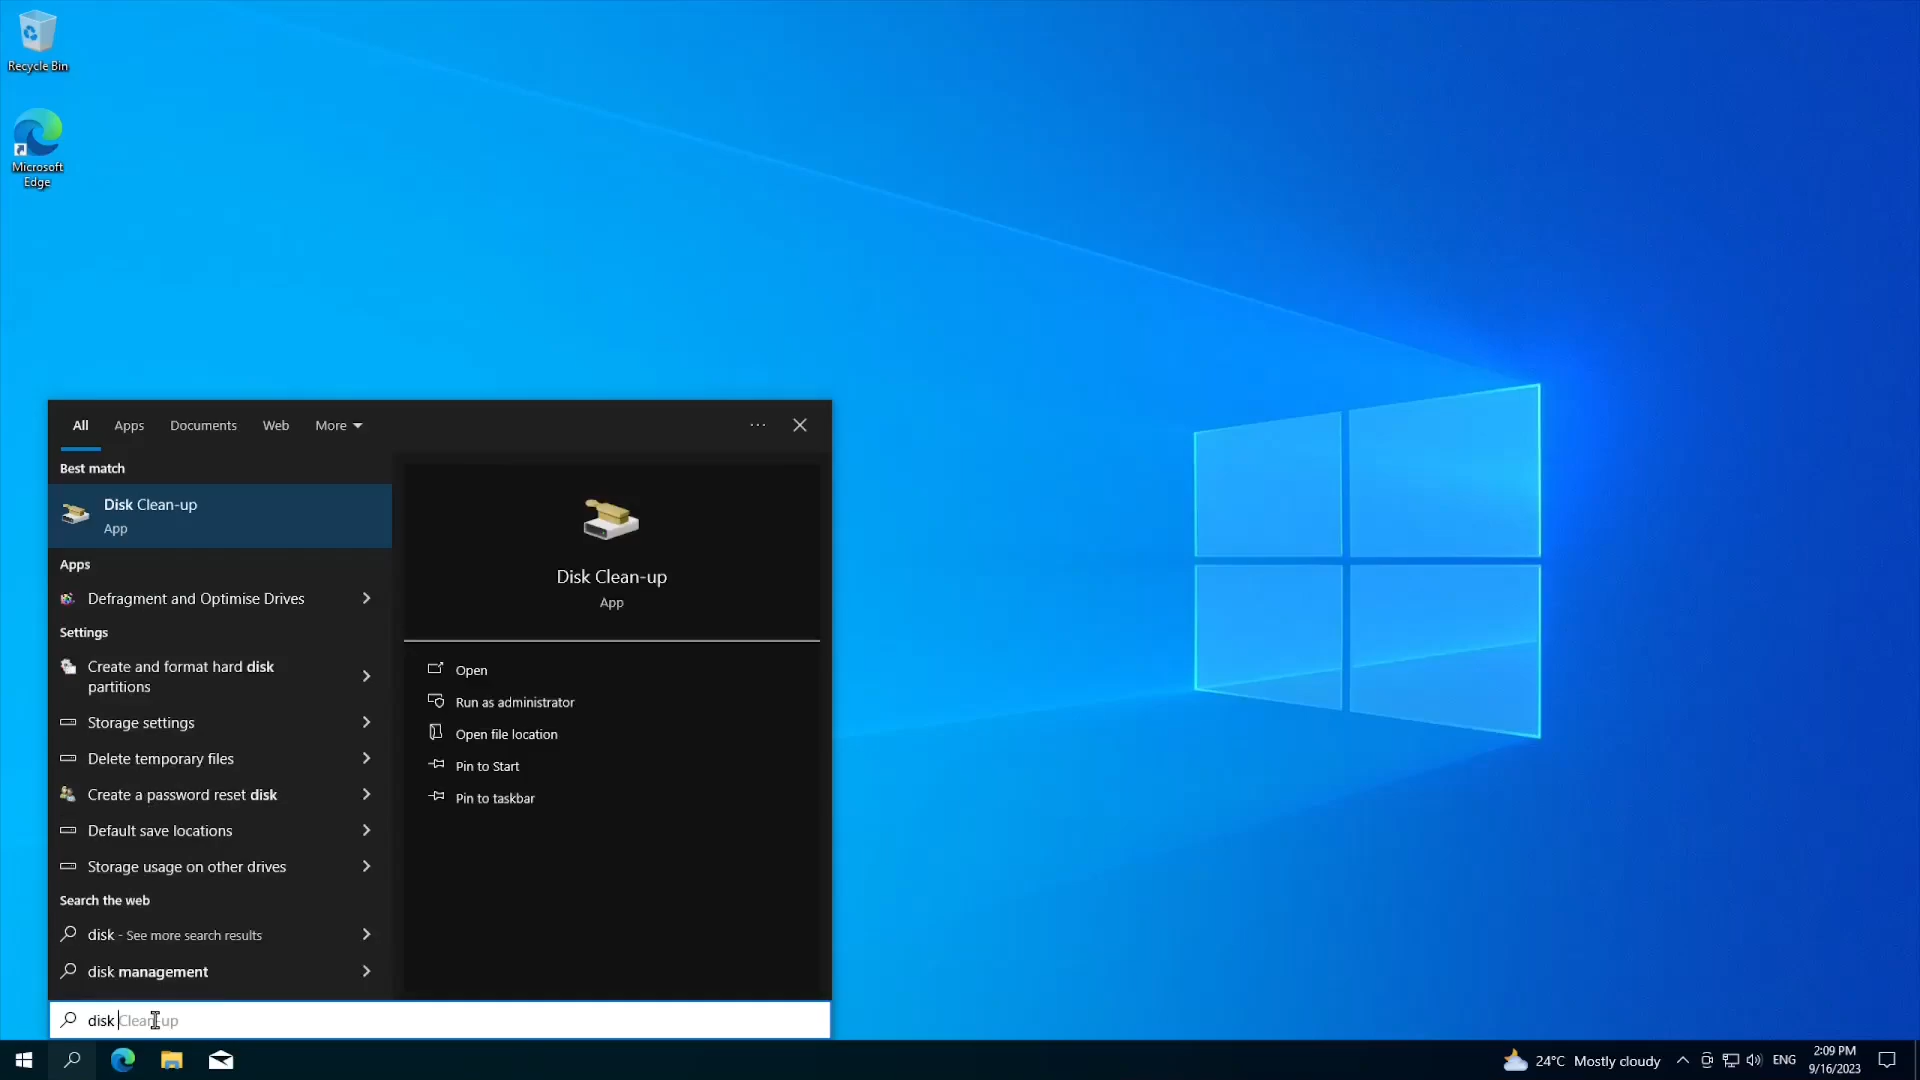 Recycle Bin
Microsoft
Edge
All
Apps
Documents
Web
More
Best match
Disk Clean-up
App
Apps
Defragment and Optimise Drives
Settings
Create and format hard disk
partitions
Storage settings
Delete temporary files
Create a password reset disk
Default save locations
Storage usage on other drives
Search the web
disk - See more search results
disk management
Disk Clean-up
App
Open
Run as administrator
Open file location
Pin to Start
Pin to taskbar
disk Clean-up
24°C Mostly cloudy
ENG
2:09 PM
9/16/2023